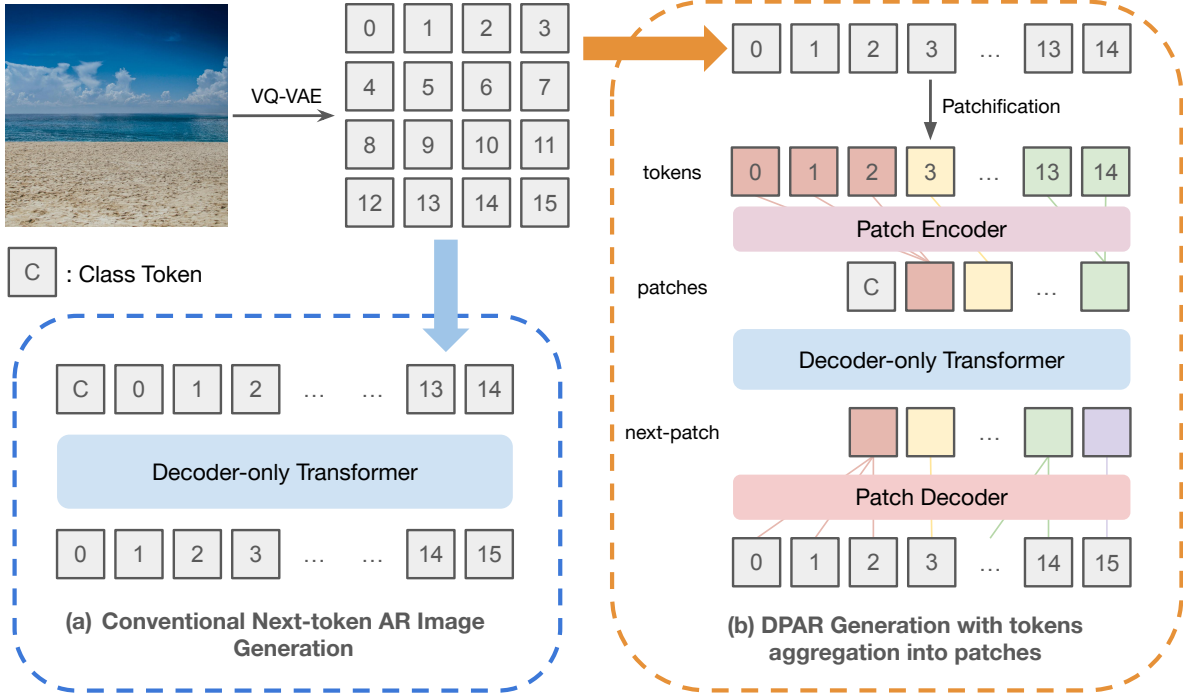 VQ-VAE
0 1 2 3
4 5 6 7
8 9 10 11
12 13 14 15
C : Class Token
C 0 1 2 ... ... 13 14
Decoder-only Transformer
0 1 2 3 ... ... 14 15
(a) Conventional Next-token AR Image
Generation
0 1 2 3 ... 13 14
Patchification
tokens 0 1 2 3 ... 13 14
Patch Encoder
patches C ...
Decoder-only Transformer
next-patch ...
Patch Decoder
0 1 2 3 ... 14 15
(b) DPAR Generation with tokens
aggregation into patches